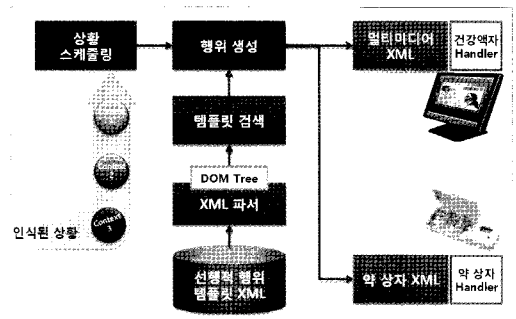 상황
스케줄링
행위 생성
멀티미디어
XML
건강액자
Handler
템플릿 검색
DOM Tree
XML 파서
Context
3
인식된 상황
선행적 행위
템플릿 XML
약 상자 XML
약 상자
Handler